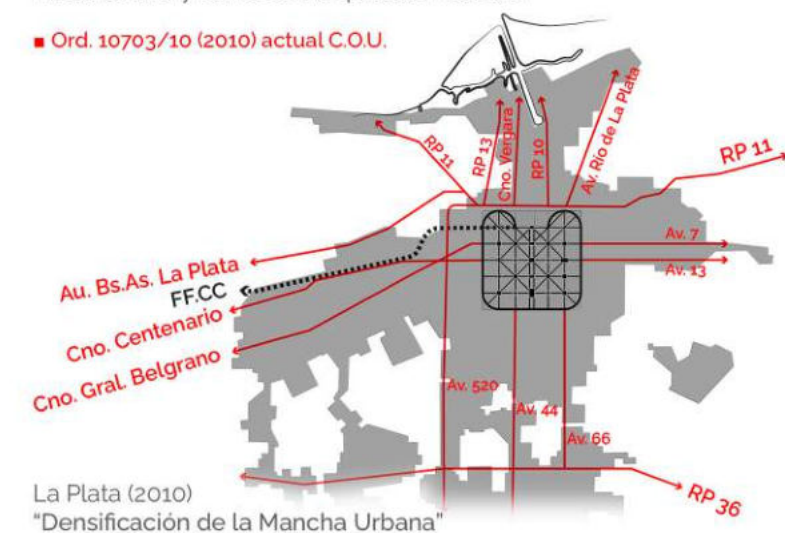 ■ Ord. 10703/10 (2010) actual C.O.U.
RP 11
RP 13
Cno. Vergara
RP 10
Av. Rio de La Plata
RP 11
Av. 7
Av. 13
Au. Bs.As. La Plata
FF.CC
Cno. Centenario
Cno. Gral. Belgrano
Av. 520
Av. 44
Av. 66
RP 36
La Plata (2010)
“Densificación de la Mancha Urbana”